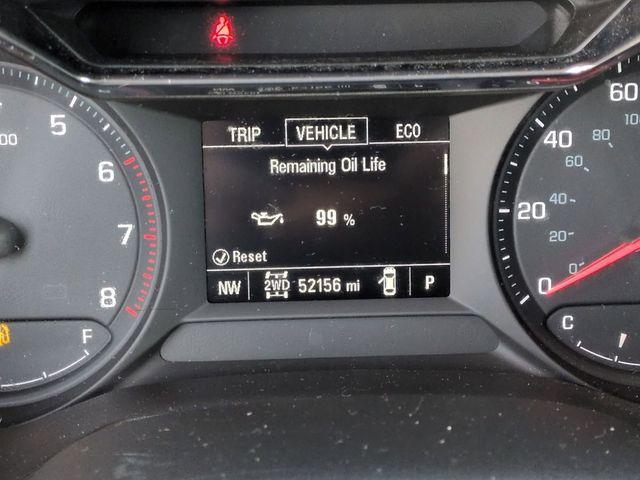 TRIP VEHICLE ECO
Remaining Oil Life
99 %
Reset
NW 2WD 52156 mi P
5
6
7
8
F
60
40
20
0
80
60
40
20
0
C